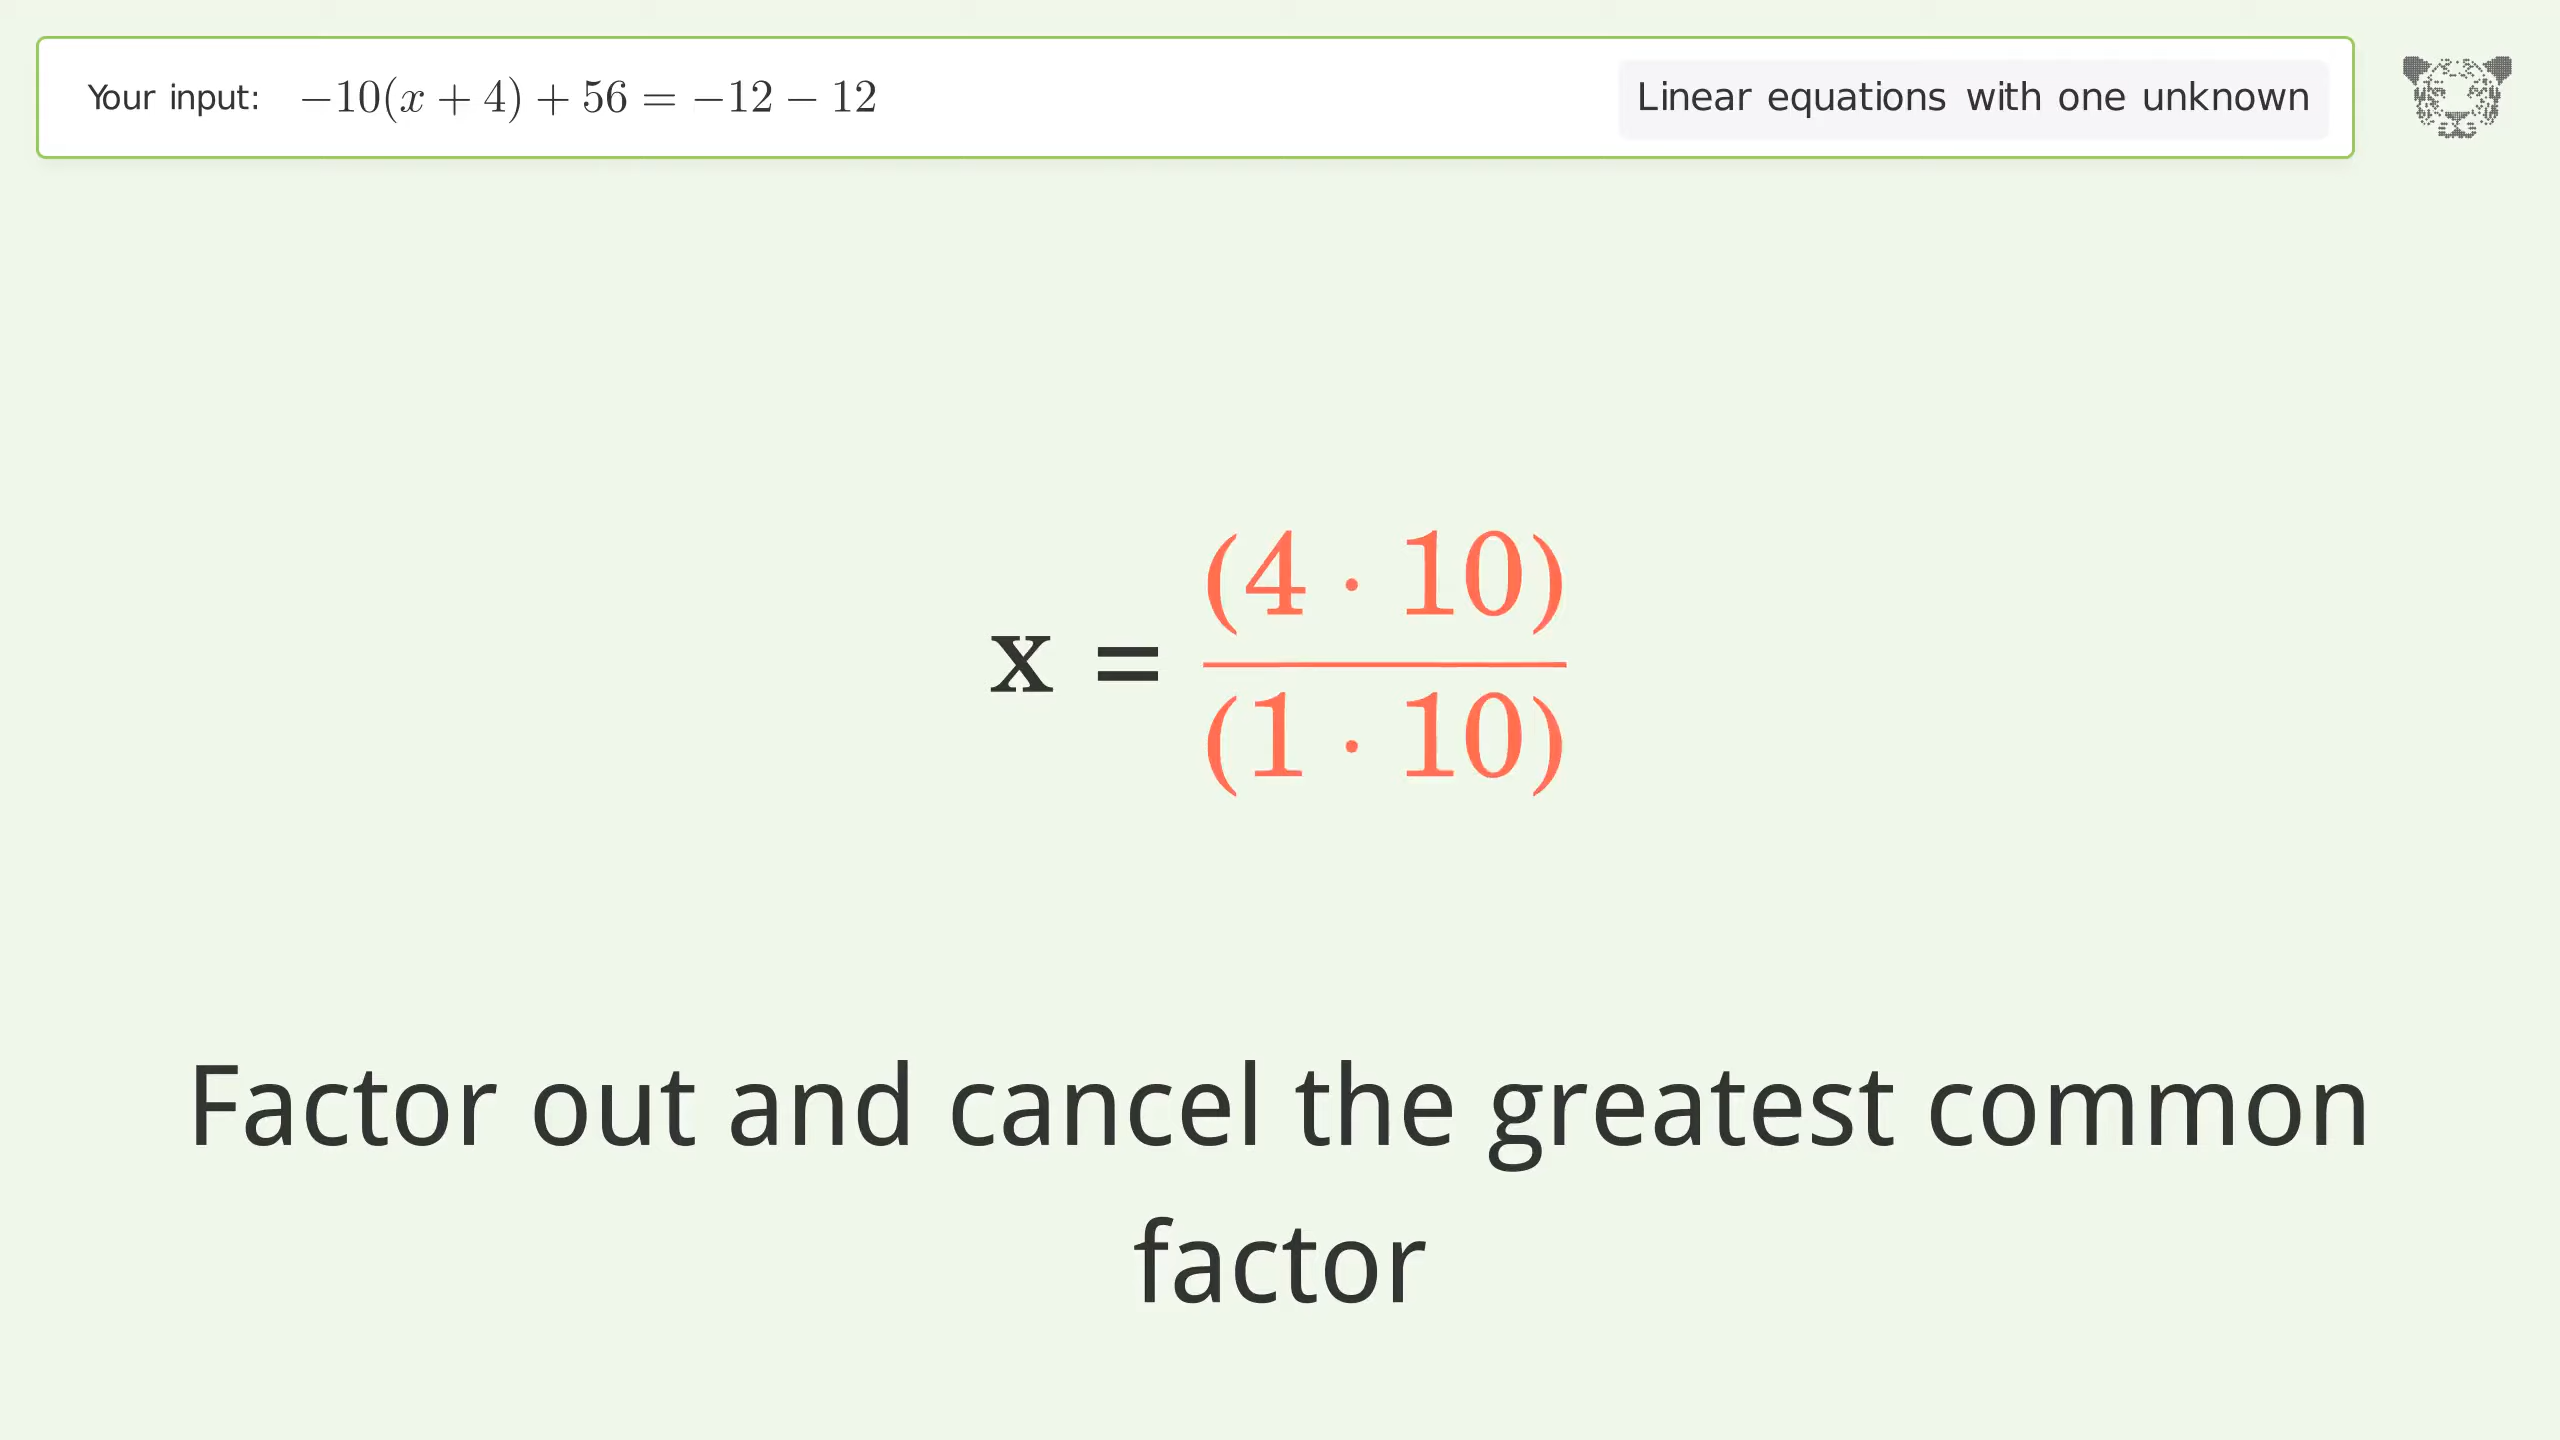 Your input: −10(x + 4) + 56 = −12 − 12
Linear equations with one unknown
x = (4 · 10)
(1 · 10)
Factor out and cancel the greatest common
factor